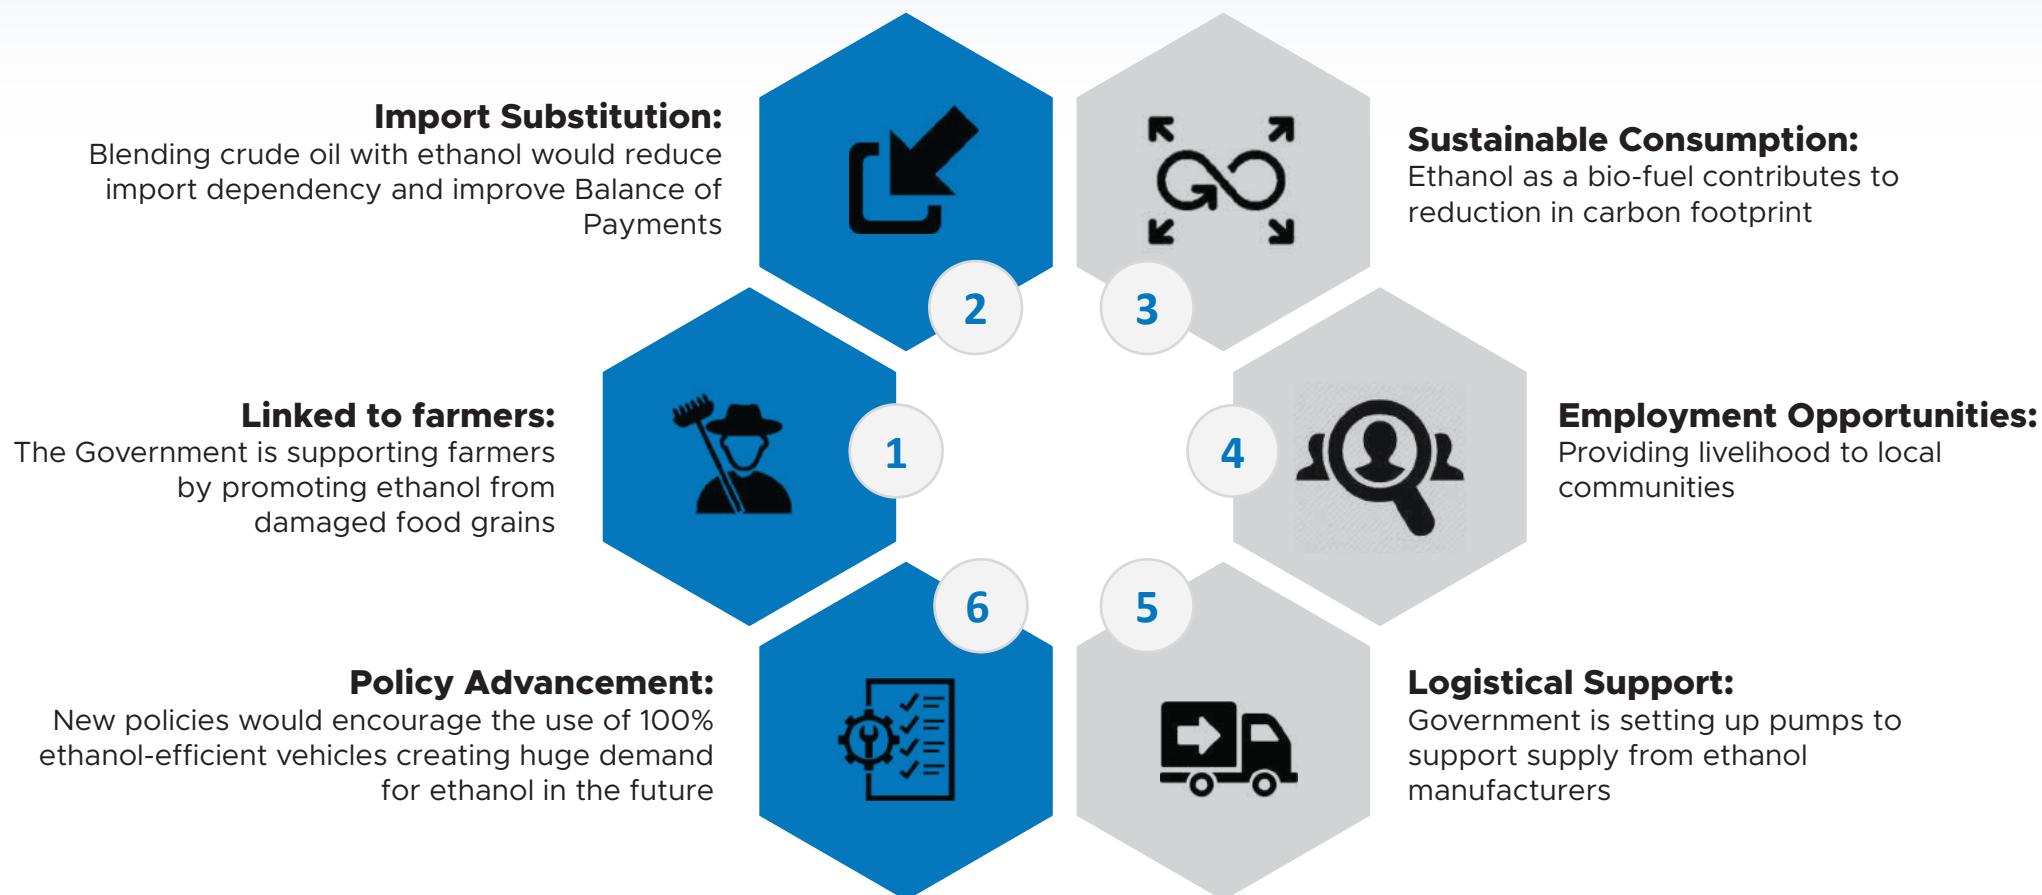 Import Substitution:
Blending crude oil with ethanol would reduce
import dependency and improve Balance of
Payments
2
3
Sustainable Consumption:
Ethanol as a bio-fuel contributes to
reduction in carbon footprint
Linked to farmers:
The Government is supporting farmers
by promoting ethanol from
damaged food grains
1
4
Employment Opportunities:
Providing livelihood to local
communities
Policy Advancement:
New policies would encourage the use of 100%
ethanol-efficient vehicles creating huge demand
for ethanol in the future
6
5
Logistical Support:
Government is setting up pumps to
support supply from ethanol
manufacturers